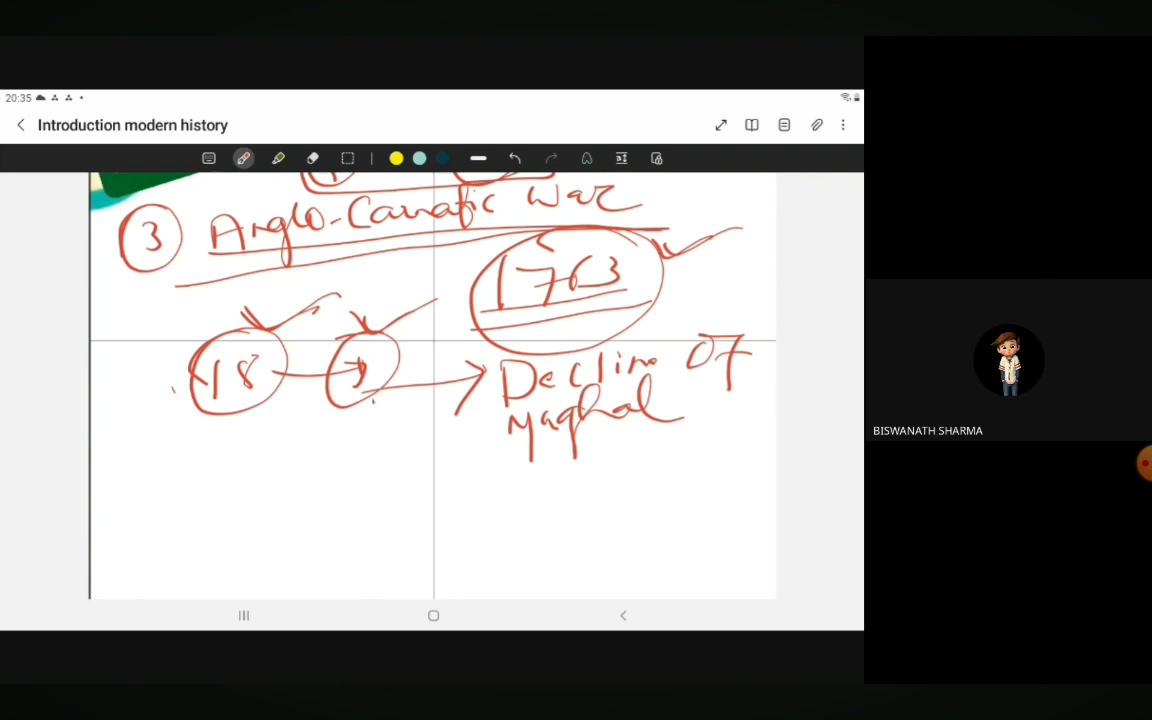 20:35
Introduction modern history
3 Anglo-Carnatic War
1763
18
Decline of
Mughal
BISWANATH SHARMA